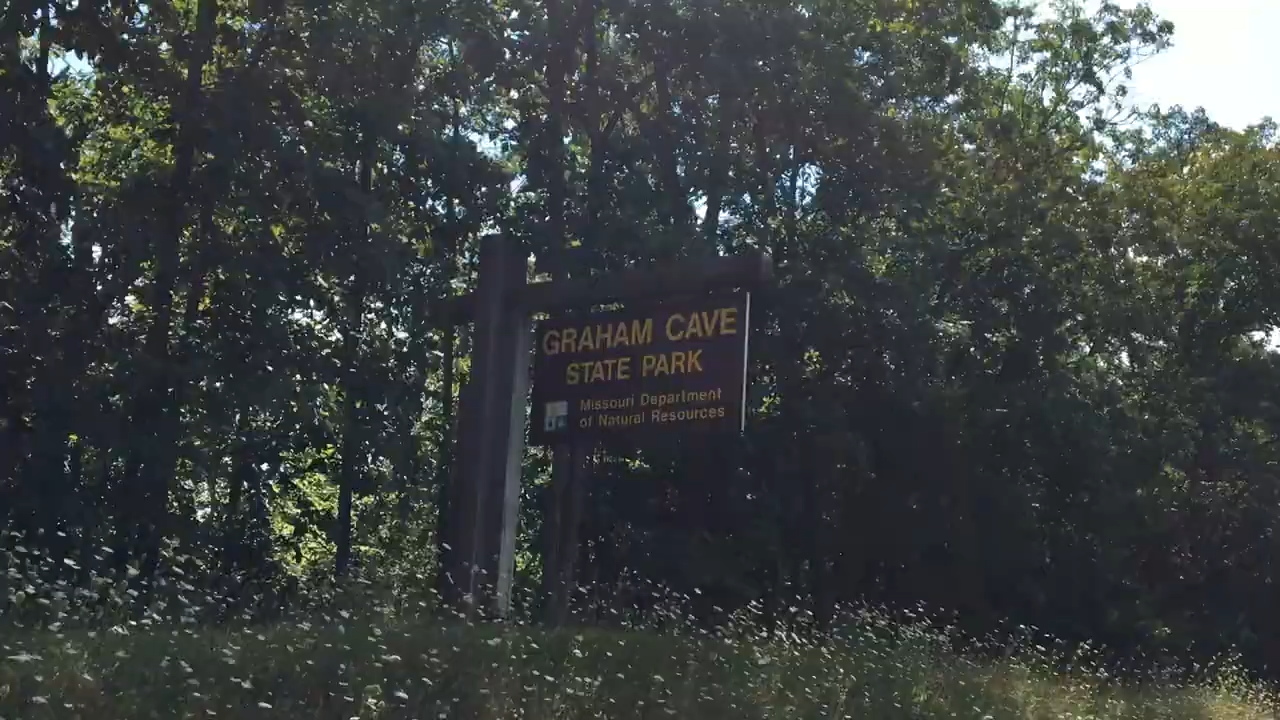 GRAHAM CAVE
STATE PARK
Missouri Department
of Natural Resources